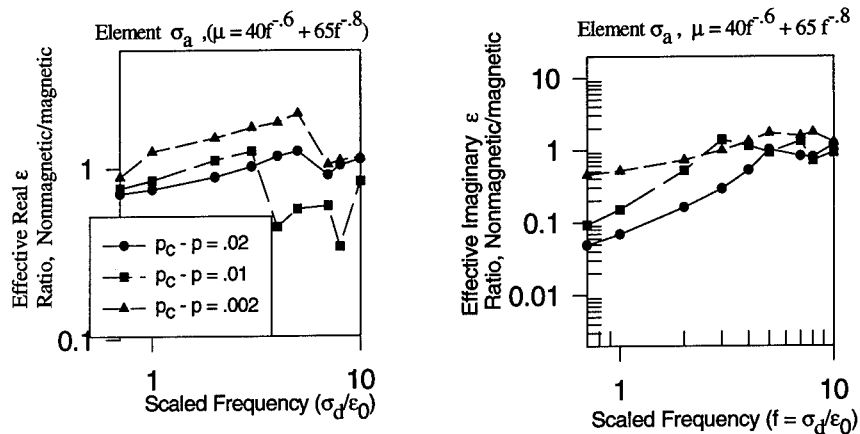 Element σa ,(μ = 40f^-.6 + 65f^-.8)
Effective Real ε
Ratio, Nonmagnetic/magnetic
1
0.1
pc - p = .02
pc - p = .01
pc - p = .002
1
10
Scaled Frequency (σd/ε0)
Element σa , μ = 40f^-.6 + 65 f^-.8
Effective Imaginary ε
Ratio, Nonmagnetic/magnetic
10
1
0.1
0.01
1
10
Scaled Frequency (f = σd/ε0)